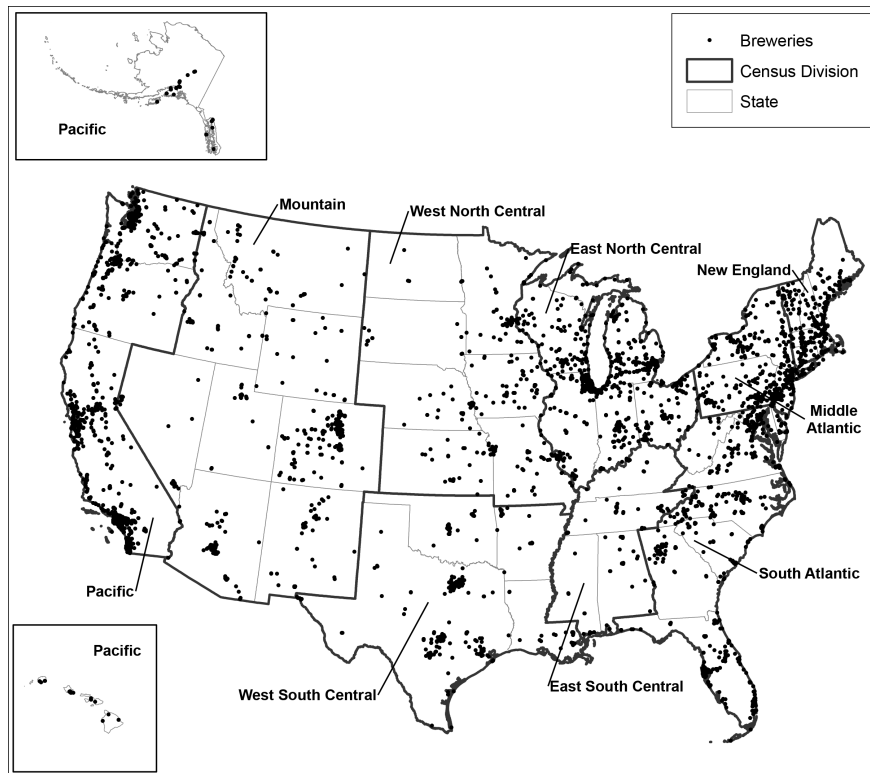 Breweries
Census Division
State
Pacific
Mountain
West North Central
East North Central
New England
Middle
Atlantic
South Atlantic
Pacific
East South Central
West South Central
Pacific